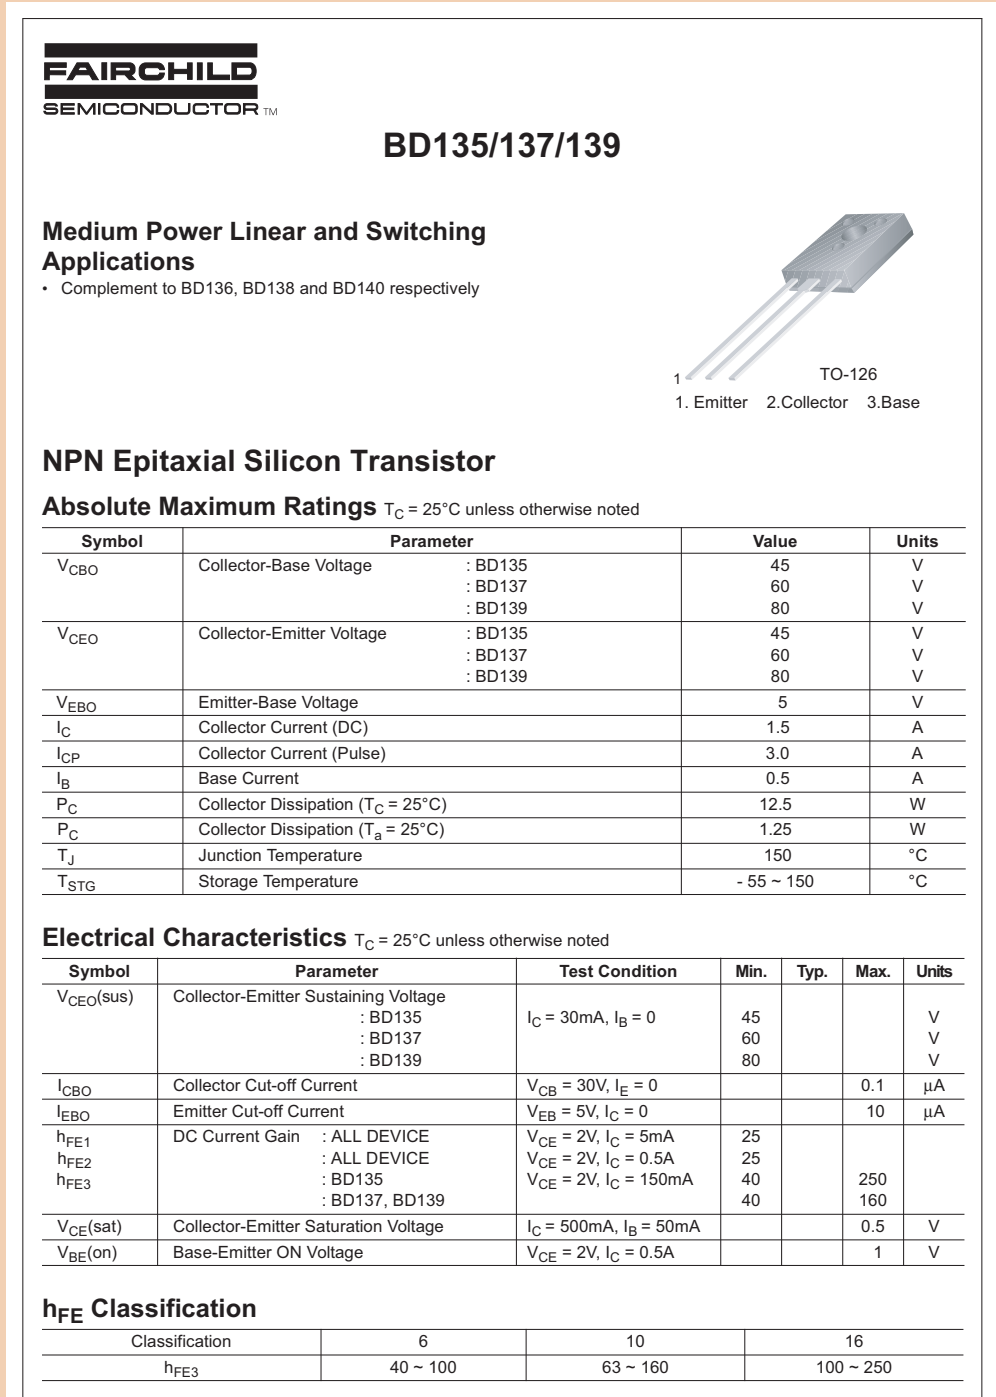 FAIRCHILD
SEMICONDUCTOR TM
BD135/137/139
Medium Power Linear and Switching
Applications
• Complement to BD136, BD138 and BD140 respectively
1
TO-126
1. Emitter 2.Collector 3.Base
NPN Epitaxial Silicon Transistor
Absolute Maximum Ratings TC = 25°C unless otherwise noted
Symbol Parameter Value Units
VCBO Collector-Base Voltage : BD135 45 V
: BD137 60 V
: BD139 80 V
VCEO Collector-Emitter Voltage : BD135 45 V
: BD137 60 V
: BD139 80 V
VEBO Emitter-Base Voltage 5 V
IC Collector Current (DC) 1.5 A
ICP Collector Current (Pulse) 3.0 A
IB Base Current 0.5 A
PC Collector Dissipation (TC = 25°C) 12.5 W
PC Collector Dissipation (Ta = 25°C) 1.25 W
TJ Junction Temperature 150 °C
TSTG Storage Temperature - 55 ~ 150 °C
Electrical Characteristics TC = 25°C unless otherwise noted
Symbol Parameter Test Condition Min. Typ. Max. Units
VCEO(sus) Collector-Emitter Sustaining Voltage
: BD135 IC = 30mA, IB = 0 45 V
: BD137 60 V
: BD139 80 V
ICBO Collector Cut-off Current VCB = 30V, IE = 0 0.1 µA
IEBO Emitter Cut-off Current VEB = 5V, IC = 0 10 µA
hFE1 DC Current Gain : ALL DEVICE VCE = 2V, IC = 5mA 25
hFE2 : ALL DEVICE VCE = 2V, IC = 0.5A 25
hFE3 : BD135 VCE = 2V, IC = 150mA 40 250
: BD137, BD139 40 160
VCE(sat) Collector-Emitter Saturation Voltage IC = 500mA, IB = 50mA 0.5 V
VBE(on) Base-Emitter ON Voltage VCE = 2V, IC = 0.5A 1 V
hFE Classification
Classification 6 10 16
hFE3 40 ~ 100 63 ~ 160 100 ~ 250